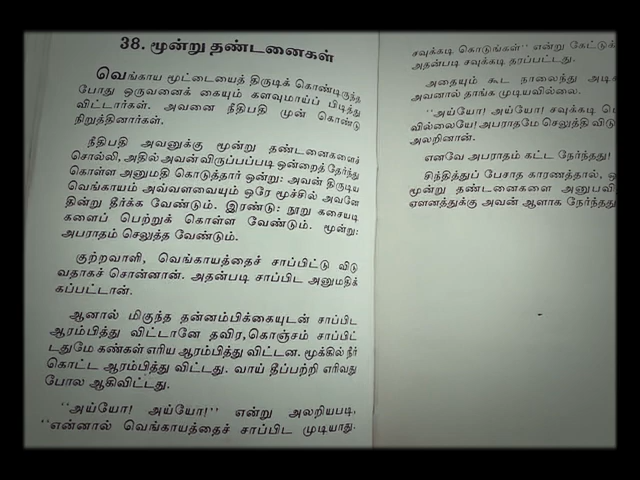 38. மூன்று தண்டனைகள்
வெங்காய மூட்டையைத் திருடிக் கொண்டிருந்த
போது ஒருவனைக் கையும் களவுமாய்ப் பிடித்து
விட்டார்கள். அவனை நீதிபதி முன் கொண்டு
நிறுத்தினார்கள்.
நீதிபதி அவனுக்கு மூன்று தண்டனைகளைச்
சொல்லி, அதில் அவன் விருப்பப்படி ஒன்றைத் தேர்ந்து
கொள்ள அனுமதி கொடுத்தார் ஒன்று: அவன் திருடிய
வெங்காயம் அவ்வளவையும் ஒரே மூச்சில் அவனே
தின்று தீர்க்க வேண்டும். இரண்டு: நூறு கசையடி
களைப் பெற்றுக் கொள்ள வேண்டும். மூன்று:
அபராதம் செலுத்த வேண்டும்.
குற்றவாளி, வெங்காயத்தைச் சாப்பிட்டு விடு
வதாகச் சொன்னான். அதன்படி சாப்பிட அனுமதிக்
கப்பட்டான்.
ஆனால் மிகுந்த தன்னம்பிக்கையுடன் சாப்பிட
ஆரம்பித்து விட்டானே தவிர, கொஞ்சம் சாப்பிட்
டதுமே கண்கள் எரிய ஆரம்பித்து விட்டன. மூக்கில் நீர்
கொட்ட ஆரம்பித்து விட்டது. வாய் தீப்பற்றி எரிவது
போல ஆகிவிட்டது.
“அய்யோ! அய்யோ!” என்று அலறியபடி,
“என்னால் வெங்காயத்தைச் சாப்பிட முடியாது.
சவுக்கடி கொடுங்கள்” என்று கேட்டுக்
அதன்படி சவுக்கடி தரப்பட்டது.
அதையும் கூட நாலைந்து அடிக்
அவனால் தாங்க முடியவில்லை.
“அய்யோ! அய்யோ! சவுக்கடி பெ
வில்லையே! அபராதமே செலுத்தி விடு
அலறினான்.
எனவே அபராதம் கட்ட நேர்ந்தது!
சிந்தித்துப் பேசாத காரணத்தால், ஒ
மூன்று தண்டனைகளை அனுபவி
ஏளனத்துக்கு அவன் ஆளாக நேர்ந்தது